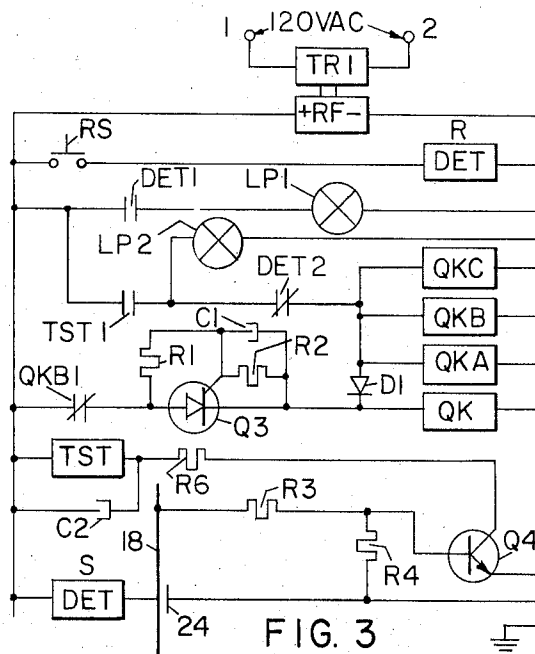 1 120VAC 2
TR1
+RF-
RS
R
DET
DET1
LP1
LP2
DET2
QKC
TST1
C1
QKB
R1
R2
QKA
QKB1
D1
Q3
QK
TST
R6
R3
C2
18
R4
Q4
S
DET
24
FIG. 3